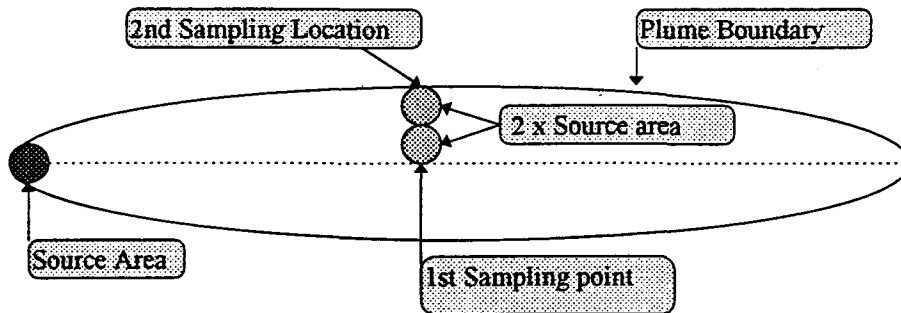 2nd Sampling Location
Plume Boundary
2 x Source area
Source Area
1st Sampling point